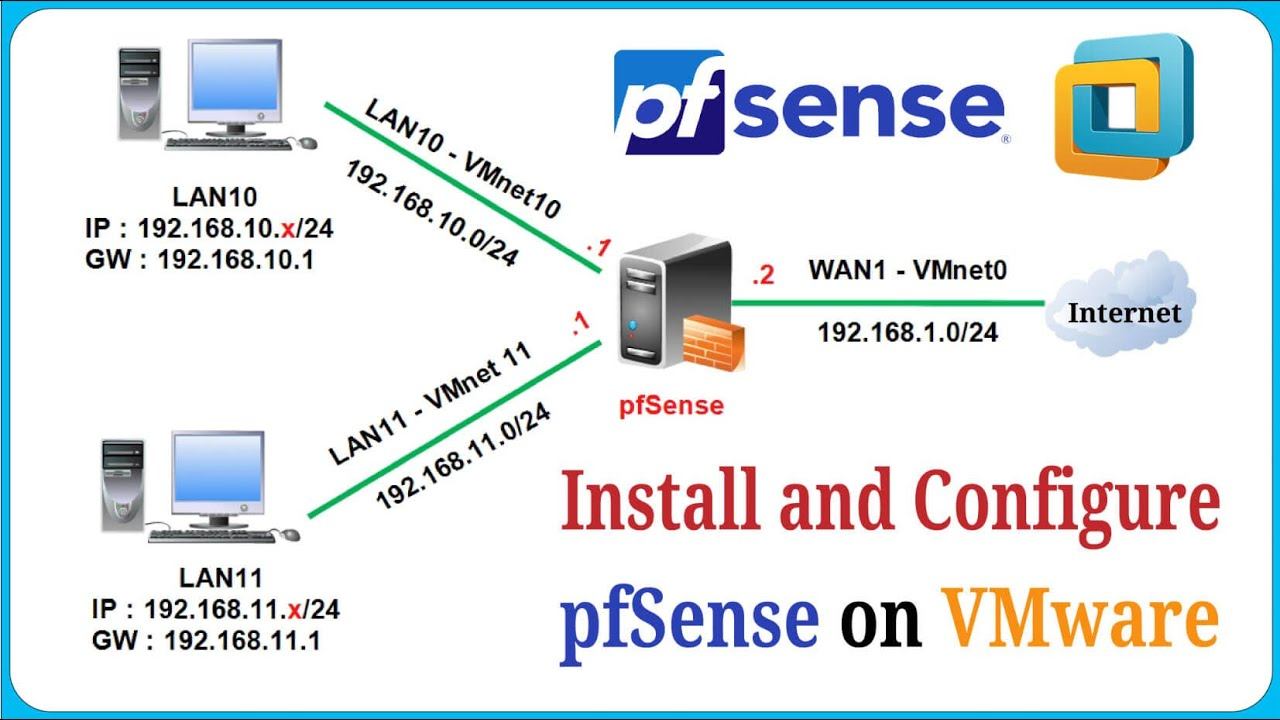 pfsense®
LAN10 - VMnet10
192.168.10.0/24
.1
LAN10
IP : 192.168.10.x/24
GW : 192.168.10.1
.2
WAN1 - VMnet0
192.168.1.0/24
Internet
.1
pfSense
LAN11 - VMnet 11
192.168.11.0/24
LAN11
IP : 192.168.11.x/24
GW : 192.168.11.1
Install and Configure
pfSense on VMware